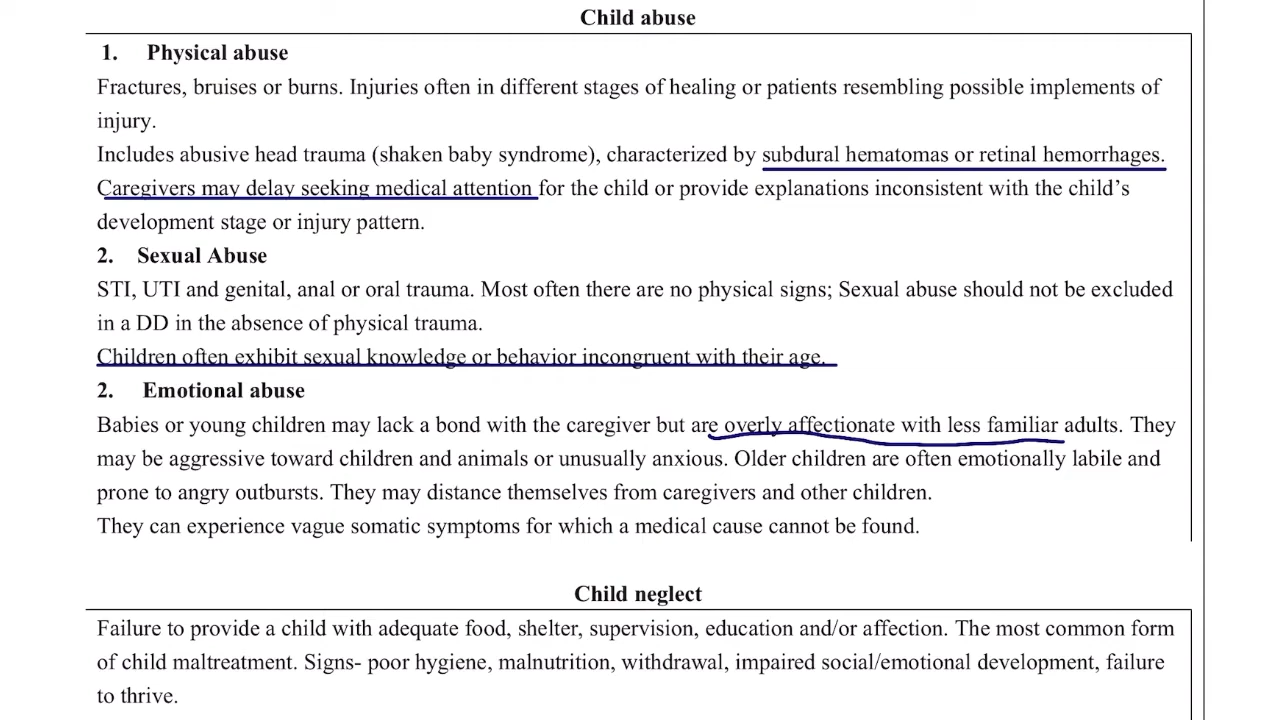 Child abuse
1. Physical abuse
Fractures, bruises or burns. Injuries often in different stages of healing or patients resembling possible implements of
injury.
Includes abusive head trauma (shaken baby syndrome), characterized by subdural hematomas or retinal hemorrhages.
Caregivers may delay seeking medical attention for the child or provide explanations inconsistent with the child’s
development stage or injury pattern.
2. Sexual Abuse
STI, UTI and genital, anal or oral trauma. Most often there are no physical signs; Sexual abuse should not be excluded
in a DD in the absence of physical trauma.
Children often exhibit sexual knowledge or behavior incongruent with their age.
2. Emotional abuse
Babies or young children may lack a bond with the caregiver but are overly affectionate with less familiar adults. They
may be aggressive toward children and animals or unusually anxious. Older children are often emotionally labile and
prone to angry outbursts. They may distance themselves from caregivers and other children.
They can experience vague somatic symptoms for which a medical cause cannot be found.
Child neglect
Failure to provide a child with adequate food, shelter, supervision, education and/or affection. The most common form
of child maltreatment. Signs- poor hygiene, malnutrition, withdrawal, impaired social/emotional development, failure
to thrive.